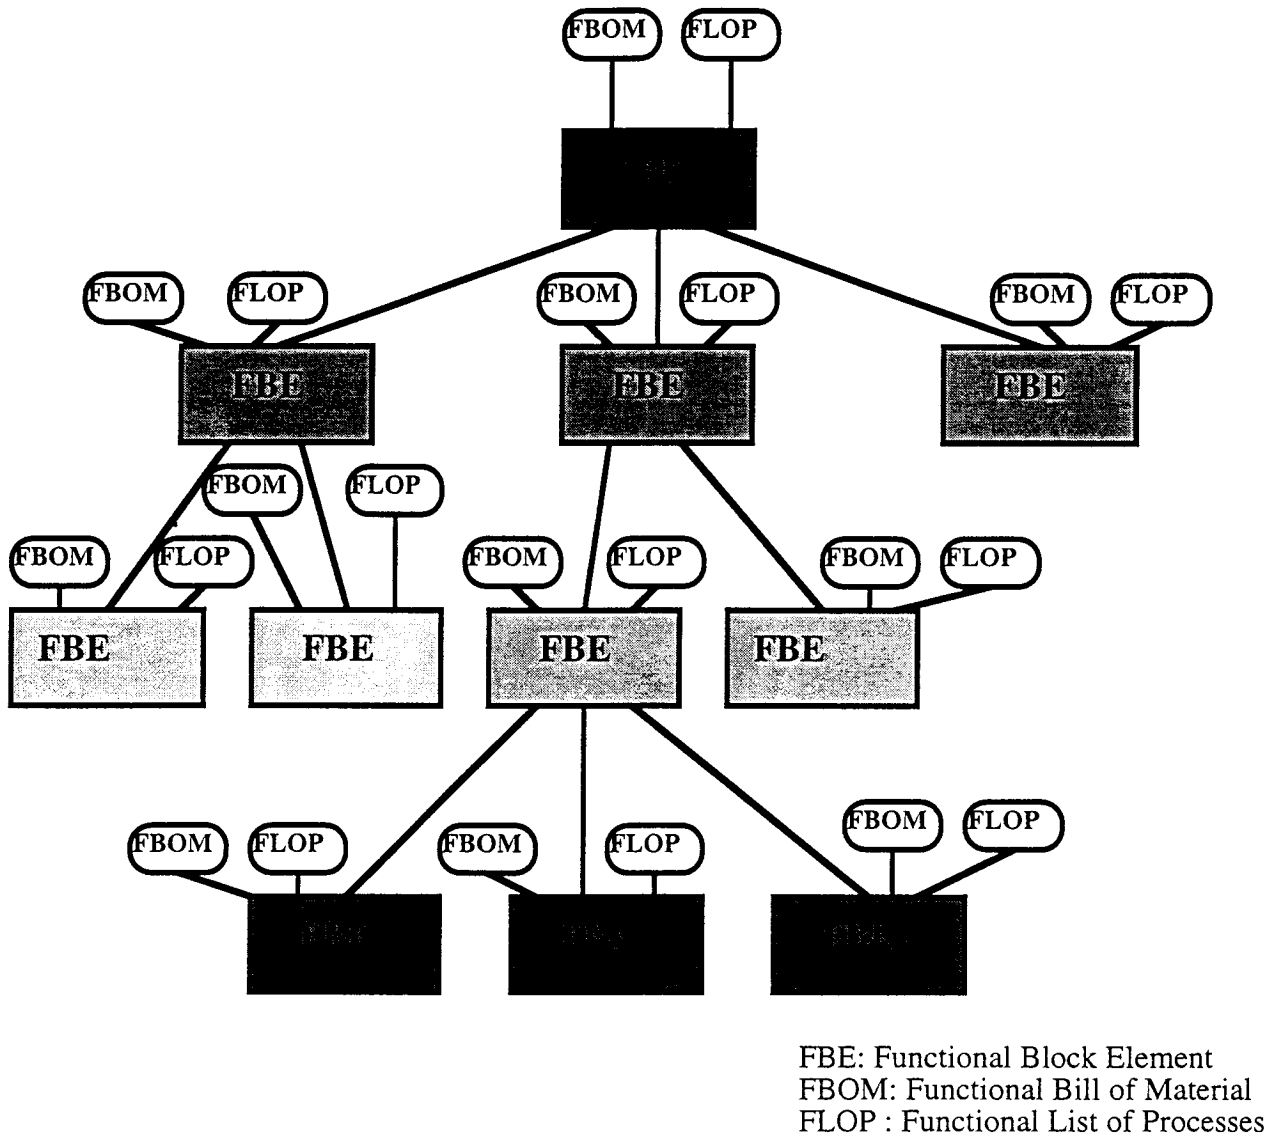 FBOM FLOP
FBOM FLOP FBOM FLOP FBOM FLOP
FBE FBE FBE
FBOM FLOP
FBOM FLOP FBOM FLOP FBOM FLOP
FBE FBE FBE FBE
FBOM FLOP
FBOM FLOP FBOM FLOP
FBE: Functional Block Element
FBOM: Functional Bill of Material
FLOP : Functional List of Processes